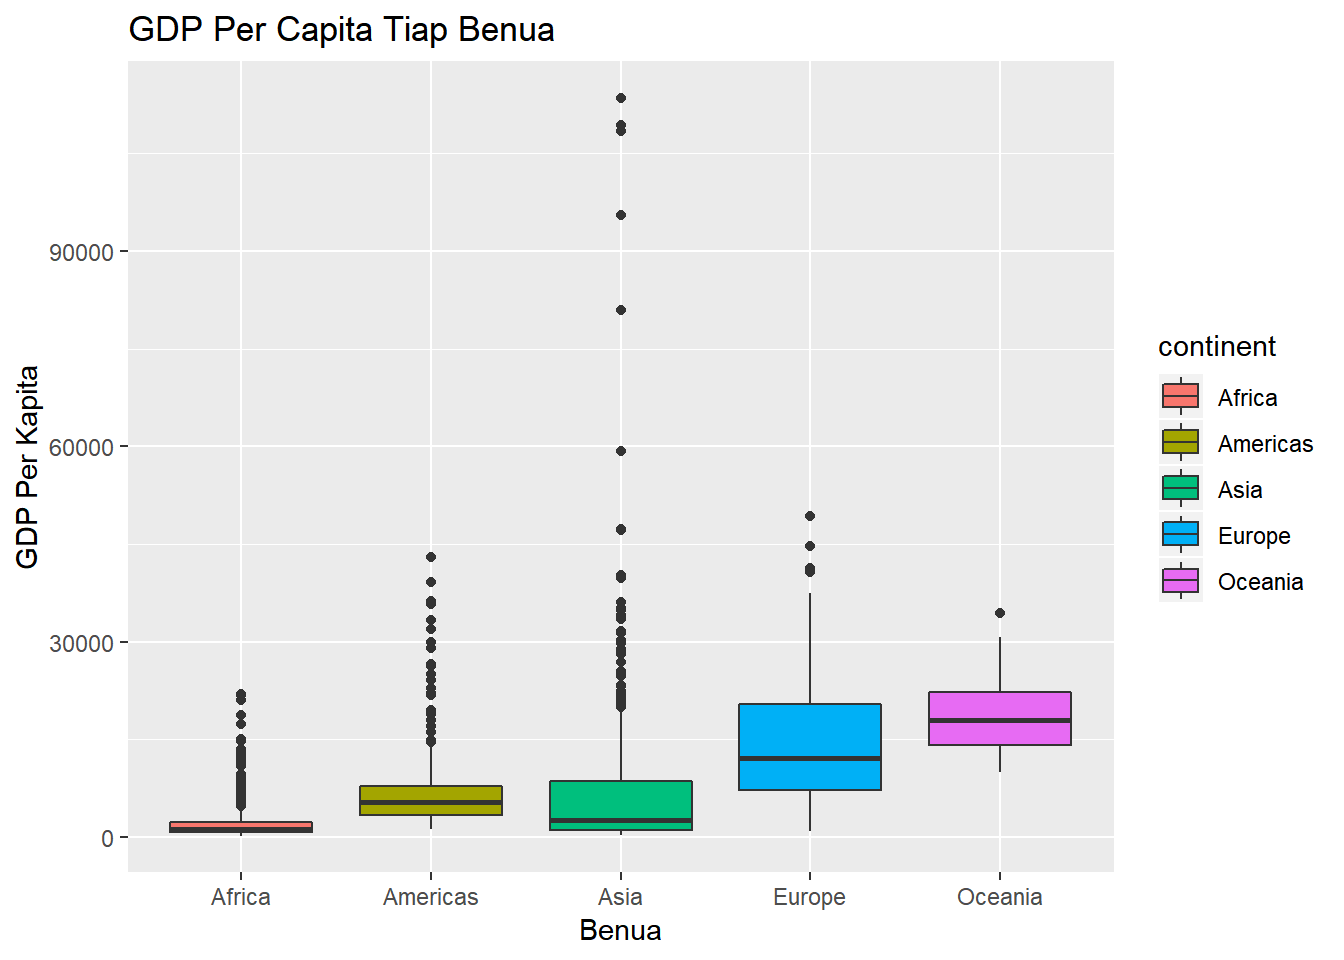 GDP Per Capita Tiap Benua
GDP Per Kapita
90000
60000
30000
0
Africa
Americas
Asia
Europe
Oceania
Benua
continent
Africa
Americas
Asia
Europe
Oceania